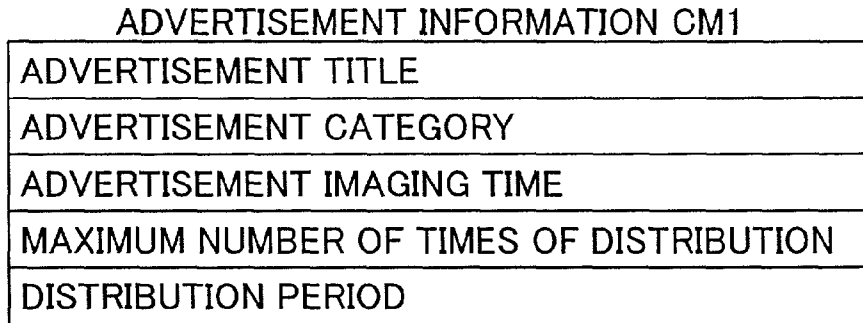 ADVERTISEMENT INFORMATION CM1
ADVERTISEMENT TITLE
ADVERTISEMENT CATEGORY
ADVERTISEMENT IMAGING TIME
MAXIMUM NUMBER OF TIMES OF DISTRIBUTION
DISTRIBUTION PERIOD